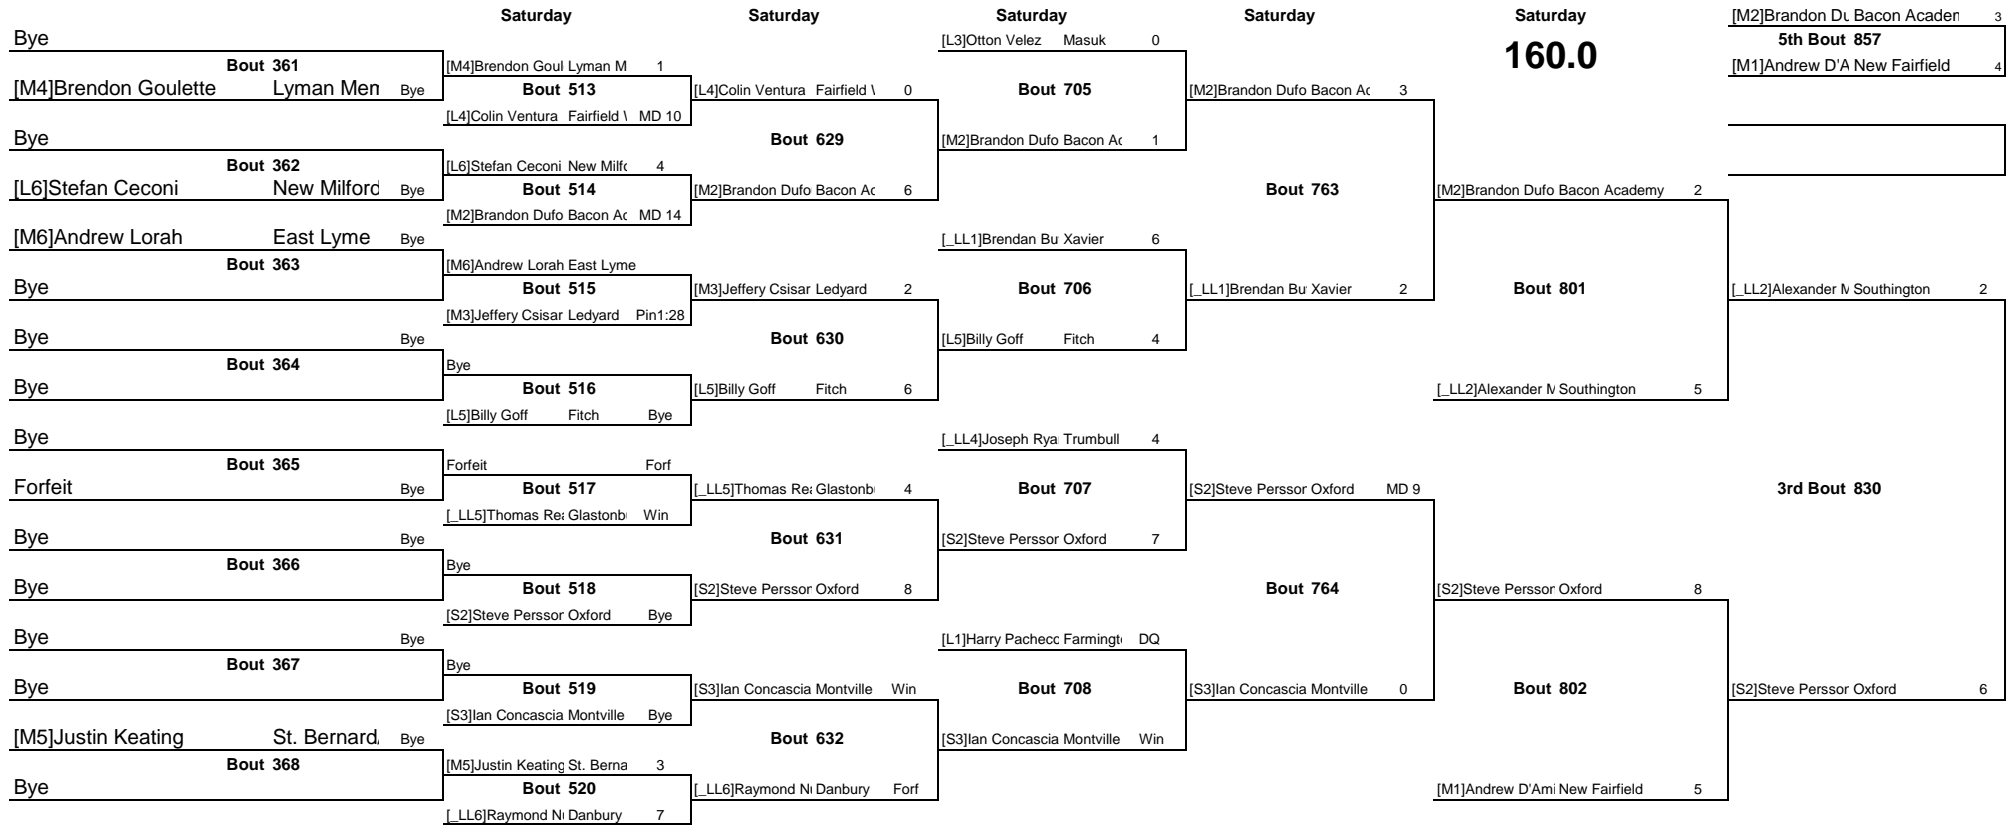 Saturday Saturday Saturday Saturday Saturday
160.0
Bye
Bout 361
[M4]Brendon Goulette Lyman Mem Bye
Bye
Bout 362
[L6]Stefan Ceconi New Milford Bye
[M6]Andrew Lorah East Lyme Bye
Bout 363
Bye
Bye Bye
Bout 364
Bye
Bye
Bout 365
Forfeit Bye
Bye Bye
Bout 366
Bye
Bye Bye
Bout 367
Bye
[M5]Justin Keating St. Bernard Bye
Bout 368
Bye
[M4]Brendon Goul Lyman M 1
Bout 513
[L4]Colin Ventura Fairfield MD 10
[L6]Stefan Ceconi New Milfo 4
Bout 514
[M2]Brandon Dufo Bacon Ac MD 14
[M6]Andrew Lorah East Lyme
Bout 515
[M3]Jeffery Csisar Ledyard Pin1:28
Bye
Bout 516
[L5]Billy Goff Fitch Bye
Forfeit Forf
Bout 517
[_LL5]Thomas Rea Glastonb Win
Bye
Bout 518
[S2]Steve Persson Oxford Bye
Bye
Bout 519
[S3]Ian Concascia Montville Bye
[M5]Justin Keating St. Berna 3
Bout 520
[_LL6]Raymond N Danbury 7
[L4]Colin Ventura Fairfield 0
Bout 629
[M2]Brandon Dufo Bacon Ac 6
[M3]Jeffery Csisar Ledyard 2
Bout 630
[L5]Billy Goff Fitch 6
[_LL5]Thomas Rea Glastonb 4
Bout 631
[S2]Steve Persson Oxford 8
[S3]Ian Concascia Montville Win
Bout 632
[_LL6]Raymond N Danbury Forf
[L3]Otton Velez Masuk 0
Bout 705
[M2]Brandon Dufo Bacon Ac 1
[_LL1]Brendan Bu Xavier 6
Bout 706
[L5]Billy Goff Fitch 4
[_LL4]Joseph Rya Trumbull 4
Bout 707
[S2]Steve Persson Oxford 7
[L1]Harry Pacheco Farmingt DQ
Bout 708
[S3]Ian Concascia Montville Win
[M2]Brandon Dufo Bacon Ac 3
Bout 763
[_LL1]Brendan Bu Xavier 2
[S2]Steve Persson Oxford MD 9
Bout 764
[S3]Ian Concascia Montville 0
[M2]Brandon Dufo Bacon Academy 2
Bout 801
[_LL2]Alexander M Southington 5
[S2]Steve Persson Oxford 8
Bout 802
[M1]Andrew D'Ami New Fairfield 5
[M2]Brandon Du Bacon Academ 3
5th Bout 857
[M1]Andrew D'A New Fairfield 4
[_LL2]Alexander M Southington 2
3rd Bout 830
[S2]Steve Persson Oxford 6